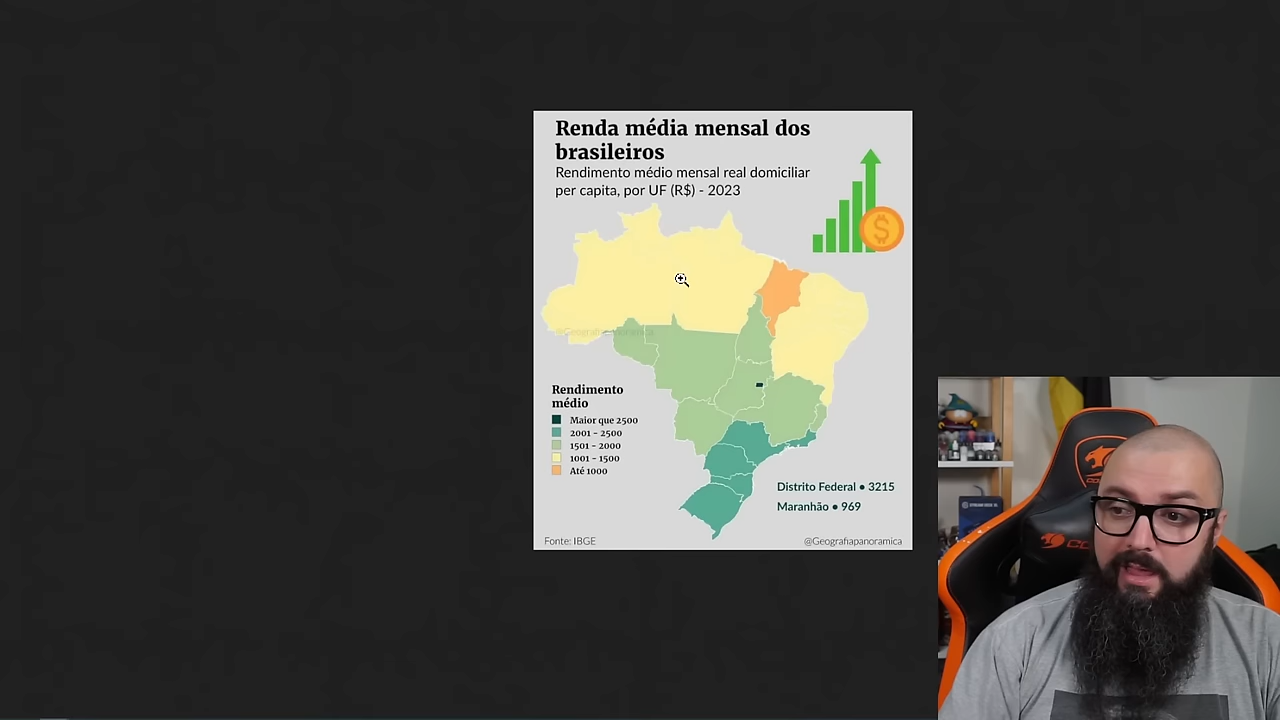 Renda média mensal dos
brasileiros
Rendimento médio mensal real domiciliar
per capita, por UF (R$) - 2023
$
@Geografiapanoramica
Rendimento
médio
Maior que 2500
2001 - 2500
1501 - 2000
1001 - 1500
Até 1000
Distrito Federal • 3215
Maranhão • 969
Fonte: IBGE
@Geografiapanoramica